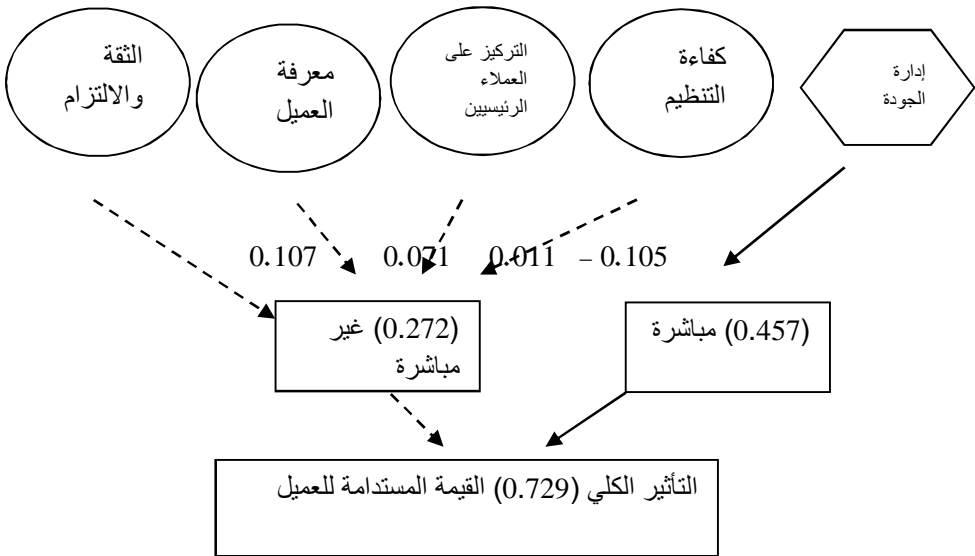 إدارة
الجودة
كفاءة
التنظيم
التركيز على
العملاء
الرئيسيين
معرفة
العميل
الثقة
والالتزام
0.107 0.071 0.011 – 0.105
(0.457) مباشرة
(0.272) غير
مباشرة
التأثير الكلي (0.729) القيمة المستدامة للعميل